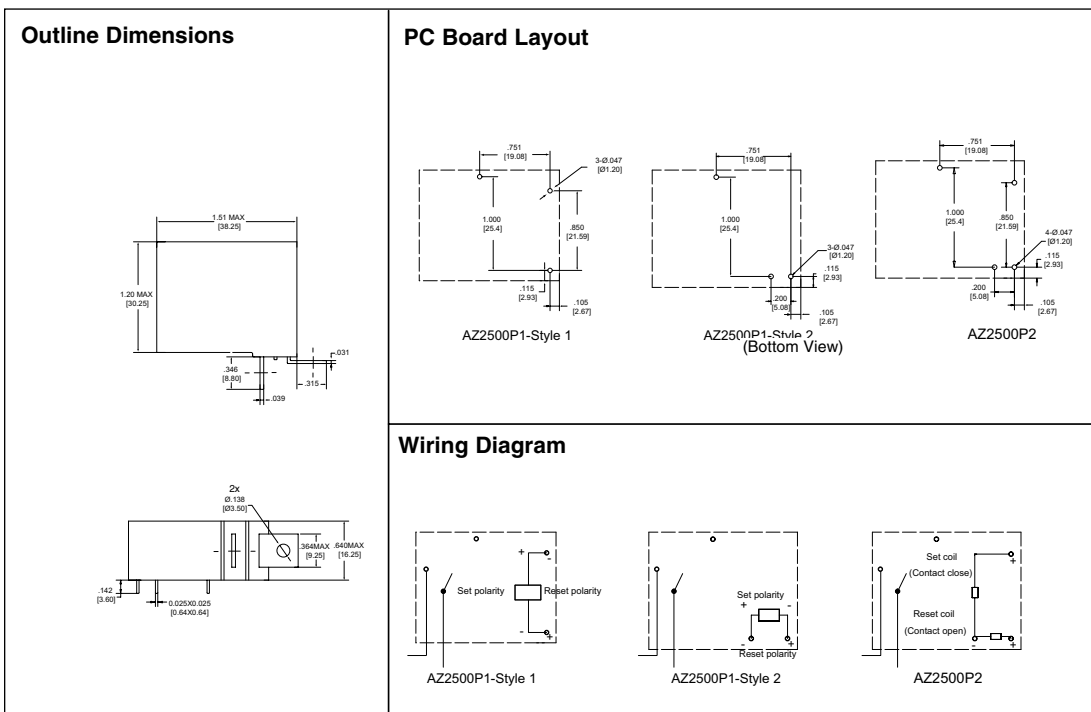 Outline Dimensions
1.51 MAX
[38.25]
1.20 MAX
[30.25]
.346
[8.80]
.031
.315
.039
2x
Ø.138
[Ø3.50]
.364MAX
[9.25]
.640MAX
[16.25]
.142
[3.60]
0.025X0.025
[0.64X0.64]
PC Board Layout
.751
[19.08]
3-Ø.047
[Ø1.20]
1.000
[25.4]
.850
[21.59]
.115
[2.93]
.105
[2.67]
AZ2500P1-Style 1
.751
[19.08]
1.000
[25.4]
3-Ø.047
[Ø1.20]
.115
[2.93]
.200
[5.08]
.105
[2.67]
AZ2500P1-Style 2
(Bottom View)
.751
[19.08]
1.000
[25.4]
.850
[21.59]
4-Ø.047
[Ø1.20]
.115
[2.93]
.200
[5.08]
.105
[2.67]
AZ2500P2
Wiring Diagram
+
-
Set polarity
Reset polarity
-
+
AZ2500P1-Style 1
Set polarity
+ -
- +
Reset polarity
AZ2500P1-Style 2
Set coil
(Contact close)
+
Reset coil
(Contact open)
- +
AZ2500P2